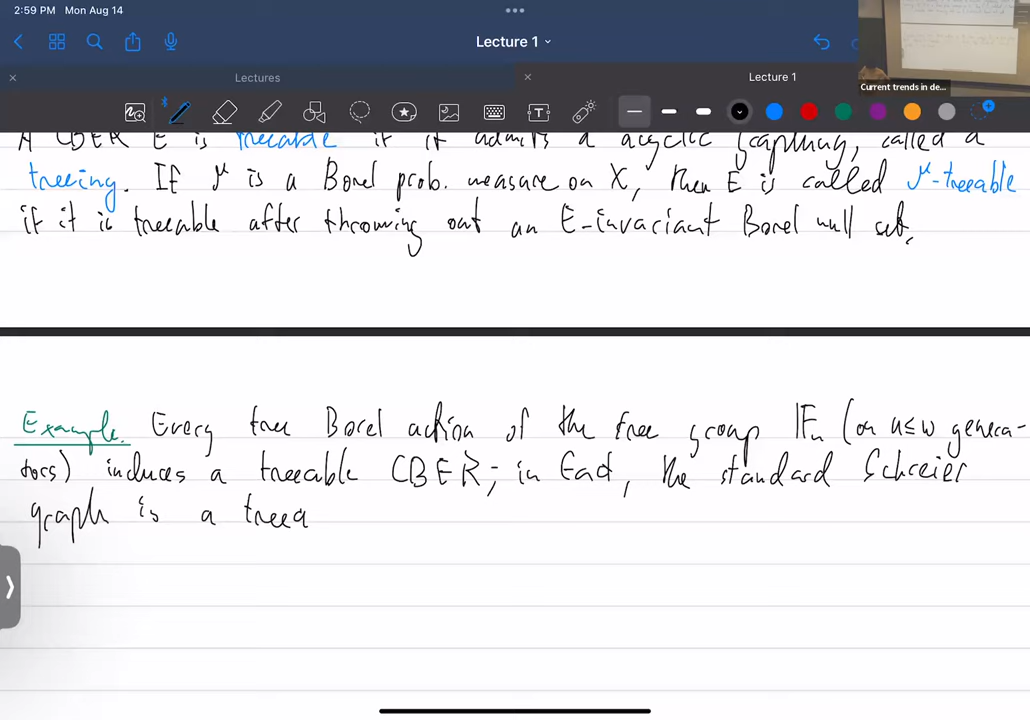 2:59 PM Mon Aug 14
Lecture 1
Lectures
Lecture 1
Current trends in de...
A CBER E is treeable if it admits a acyclic graphing, called a
treeing. If μ is a Borel prob. measure on X, then E is called μ-treeable
if it is treeable after throwing out an E-invariant Borel null set.
Example. Every free Borel action of the free group 𝔽n (on n≤ω genera-
tors) induces a treeable CBER; in fact, the standard Schreier
graph is a treea